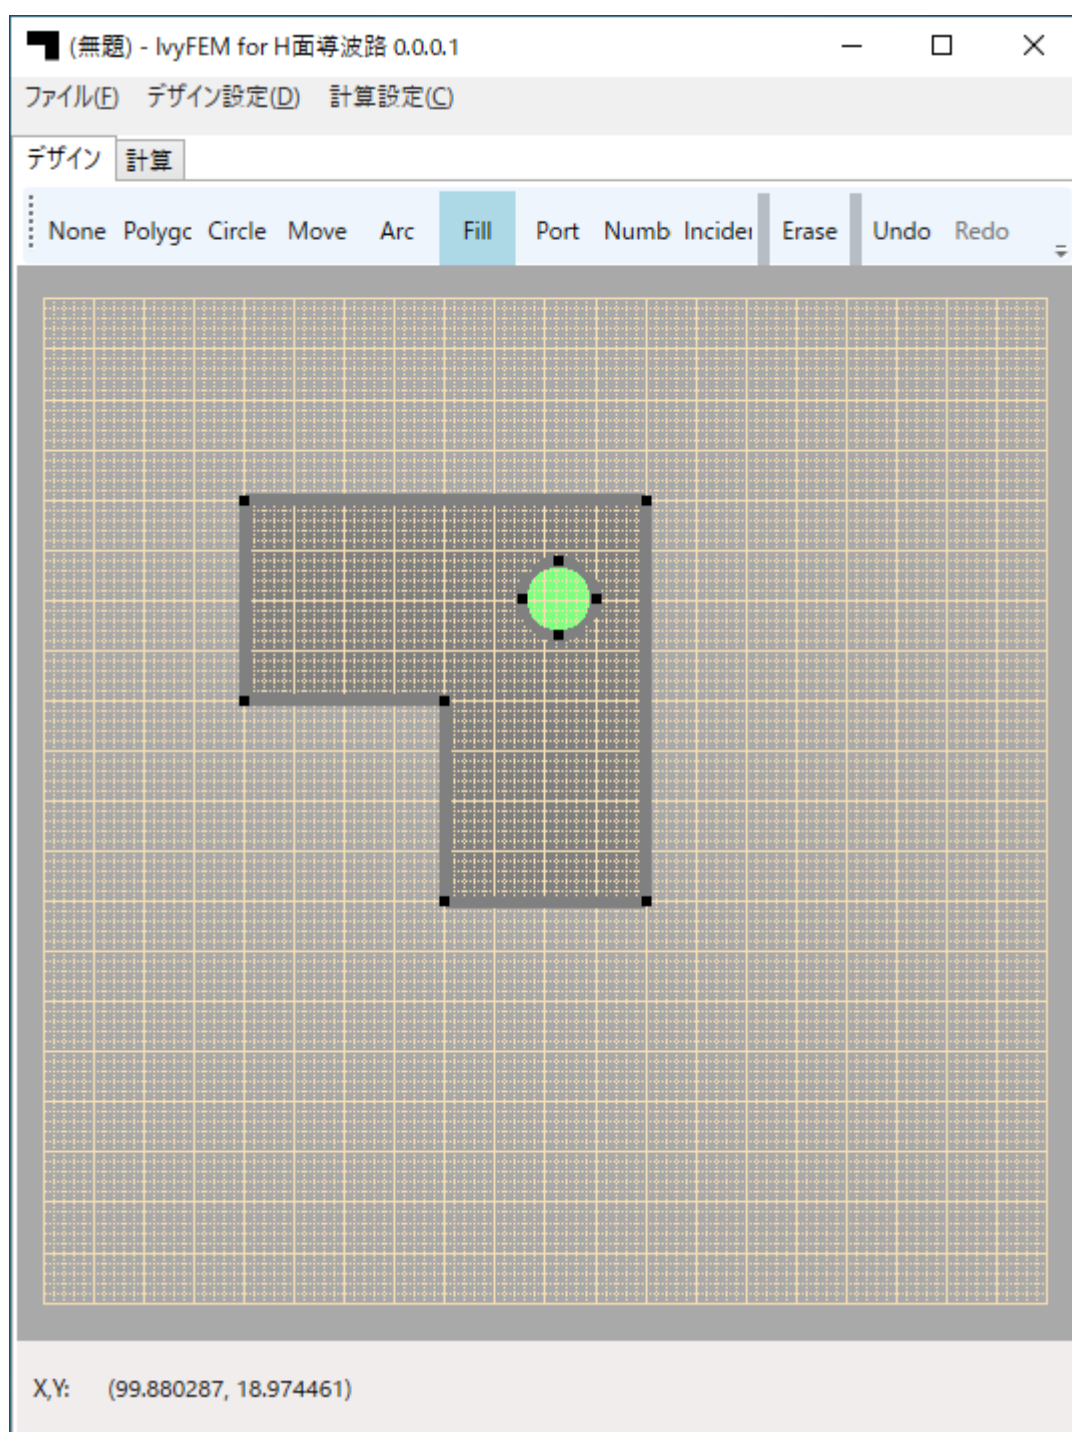 (無題) - IvyFEM for H面導波路 0.0.0.1
ファイル(F) デザイン設定(D) 計算設定(C)
デザイン 計算
None Polygc Circle Move Arc Fill Port Numb Incider Erase Undo Redo
X,Y: (99.880287, 18.974461)